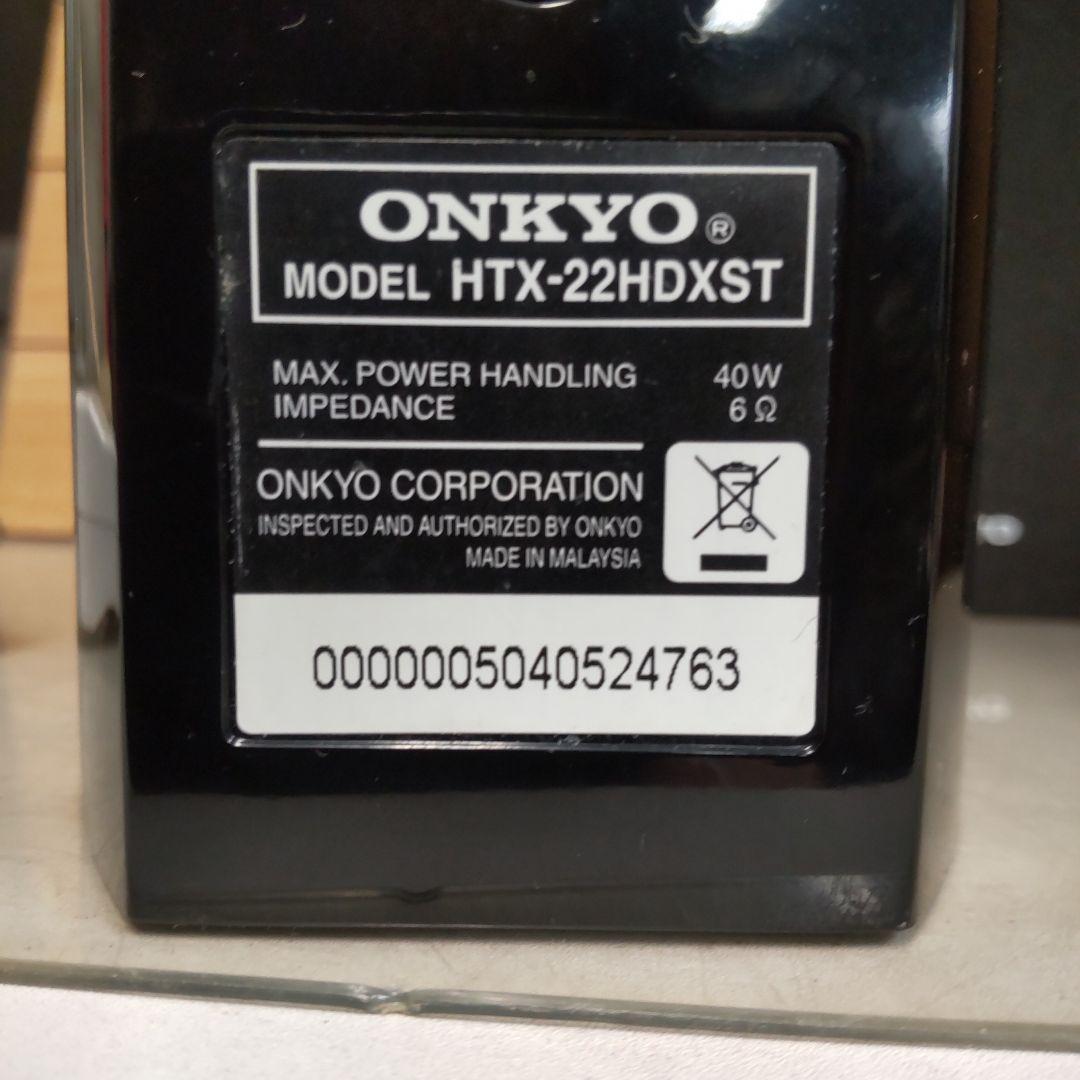 ONKYO®
MODEL HTX-22HDXST
MAX. POWER HANDLING 40W
IMPEDANCE 6Ω
ONKYO CORPORATION
INSPECTED AND AUTHORIZED BY ONKYO
MADE IN MALAYSIA
0000005040524763